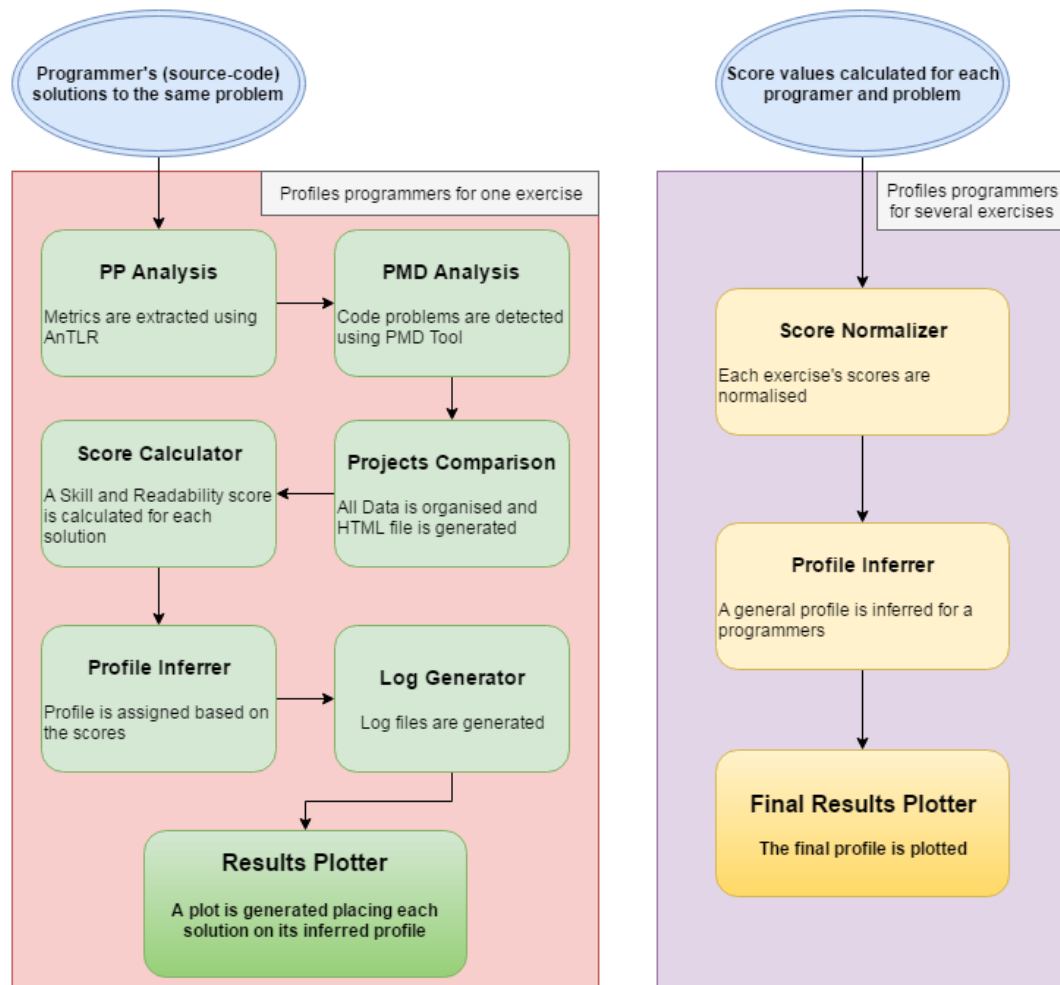 Programmer's (source-code)
solutions to the same problem
Profiles programmers for one exercise
PP Analysis
Metrics are extracted using
AnTLR
PMD Analysis
Code problems are detected
using PMD Tool
Score Calculator
A Skill and Readability score
is calculated for each
solution
Projects Comparison
All Data is organised and
HTML file is generated
Profile Inferrer
Profile is assigned based on
the scores
Log Generator
Log files are generated
Results Plotter
A plot is generated placing each
solution on its inferred profile
Score values calculated for each
programer and problem
Profiles programmers
for several exercises
Score Normalizer
Each exercise's scores are
normalised
Profile Inferrer
A general profile is inferred for a
programmers
Final Results Plotter
The final profile is plotted